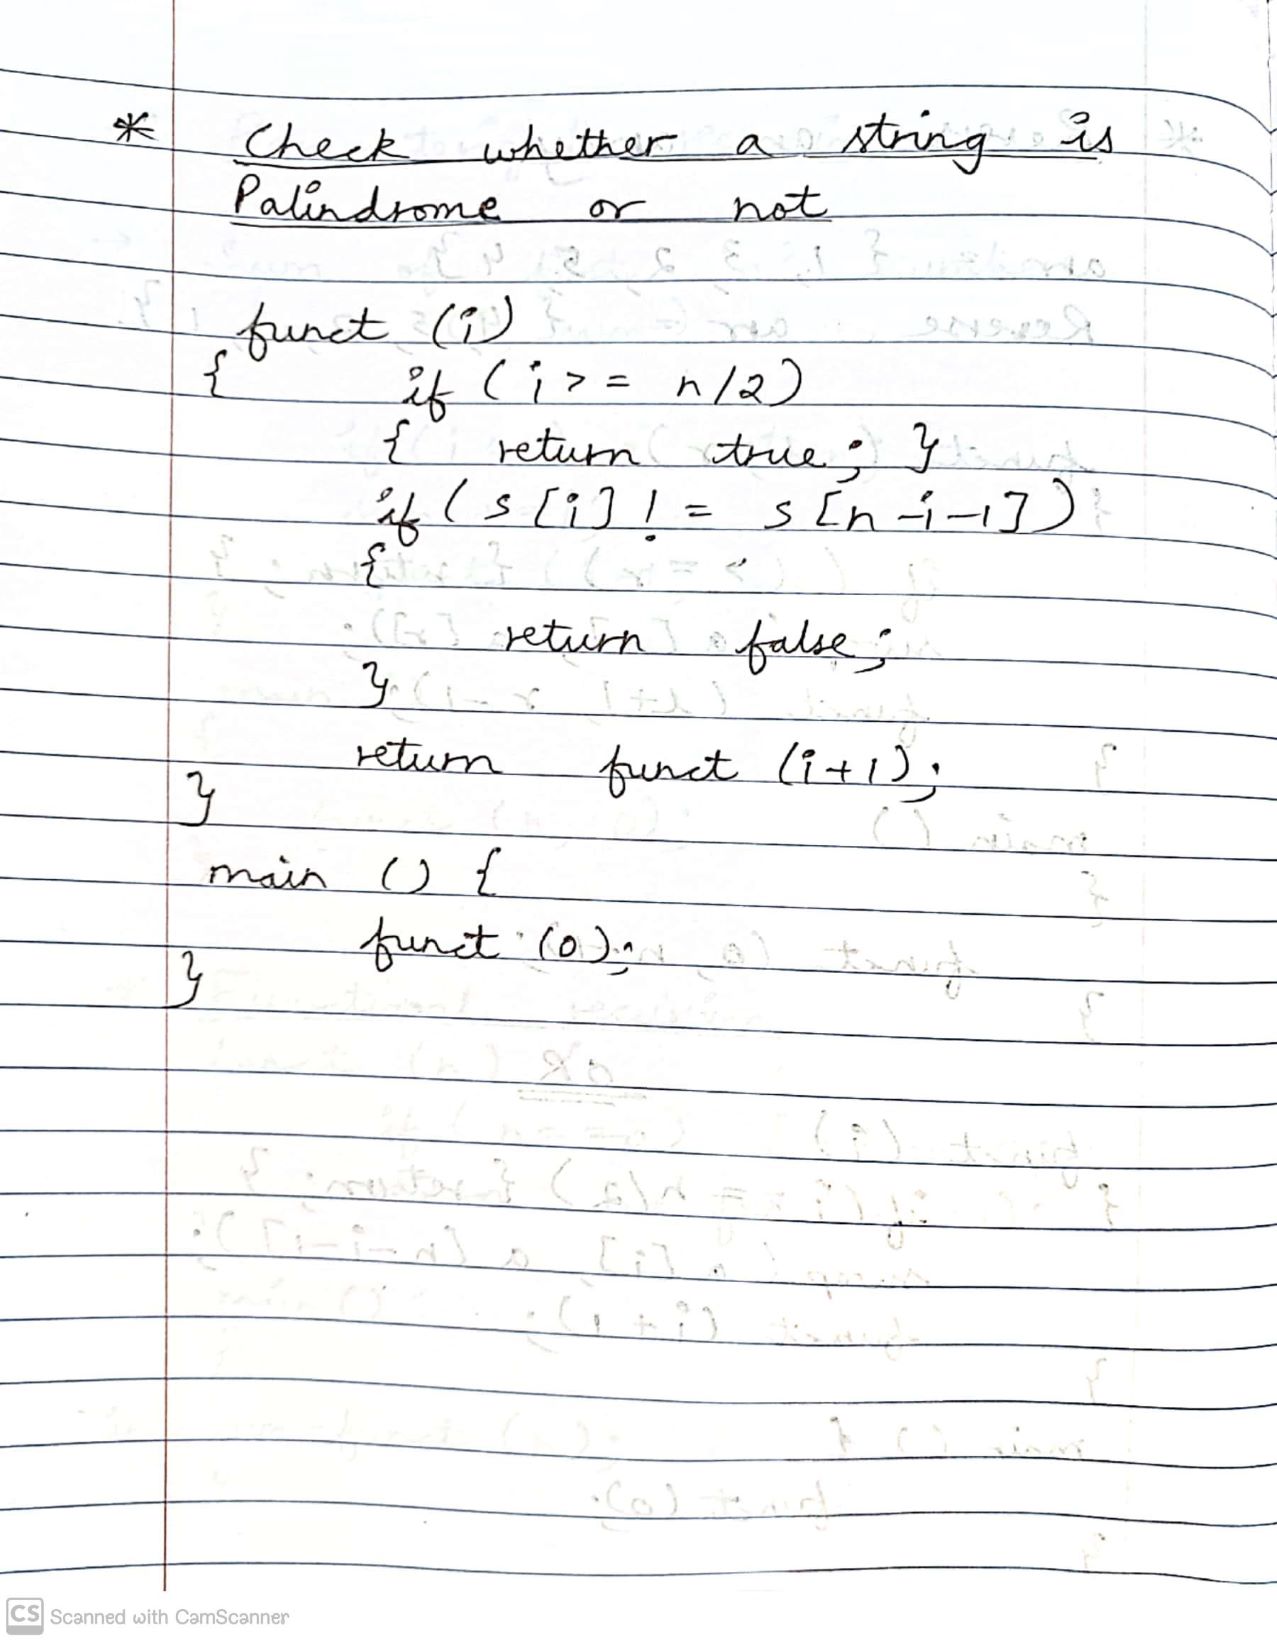 * Check whether a string is
Palindrome or not
funct (i)
{ if (i >= n/2)
{ return true; }
if (s[i] != s[n-i-1])
{
return false;
}
return funct (i+1);
}
main () {
funct (0);
}
CS Scanned with CamScanner